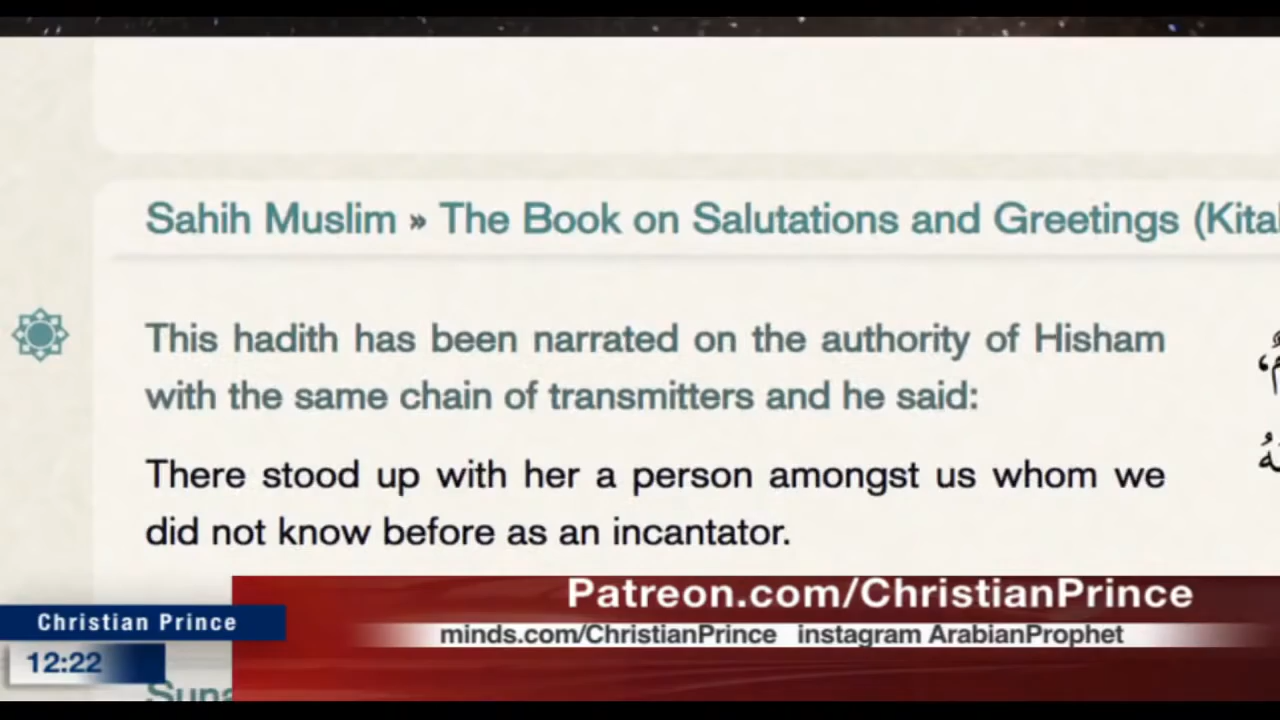 Sahih Muslim » The Book on Salutations and Greetings
This hadith has been narrated on the authority of Hisham
with the same chain of transmitters and he said:
There stood up with her a person amongst us whom we
did not know before as an incantator.
Patreon.com/ChristianPrince
Christian Prince
minds.com/ChristianPrince instagram ArabianProphet
12:22